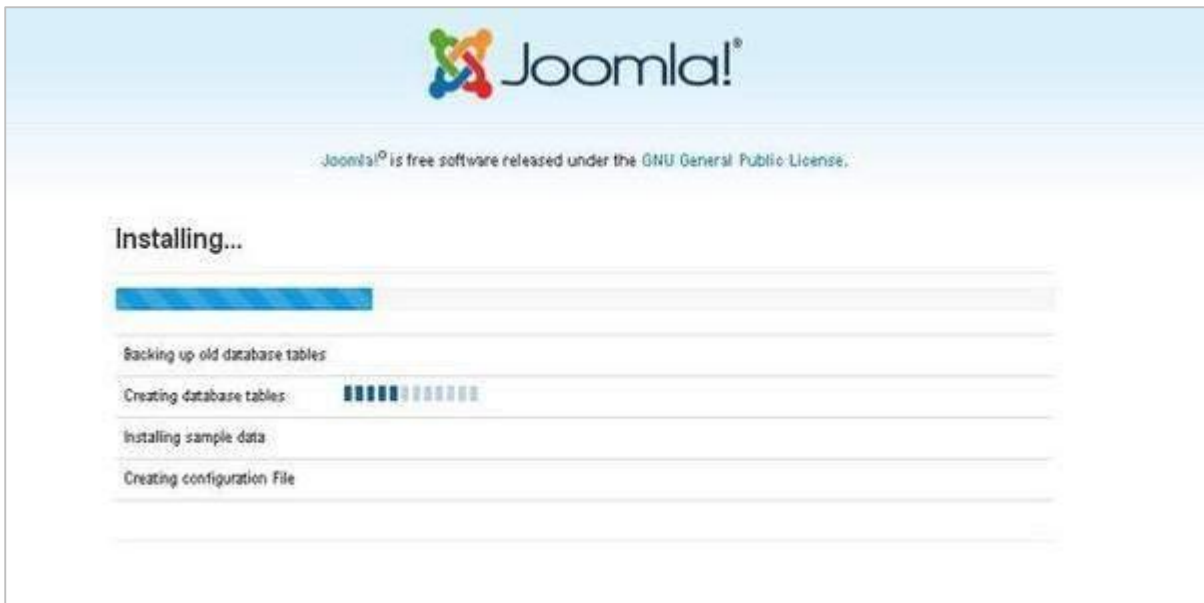 Joomla!®
Joomla!® is free software released under the GNU General Public License.
Installing...
Backing up old database tables
Creating database tables
Installing sample data
Creating configuration File